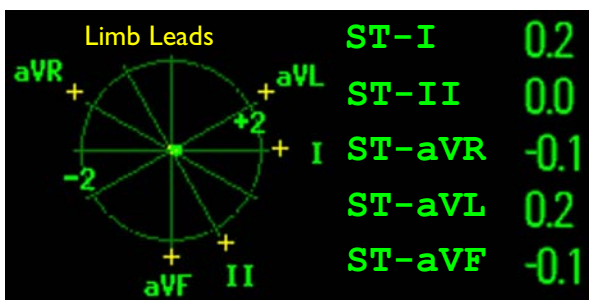 Limb Leads
aVR
aVL
+2
I
-2
aVF
II
ST-I 0.2
ST-II 0.0
ST-aVR -0.1
ST-aVL 0.2
ST-aVF -0.1